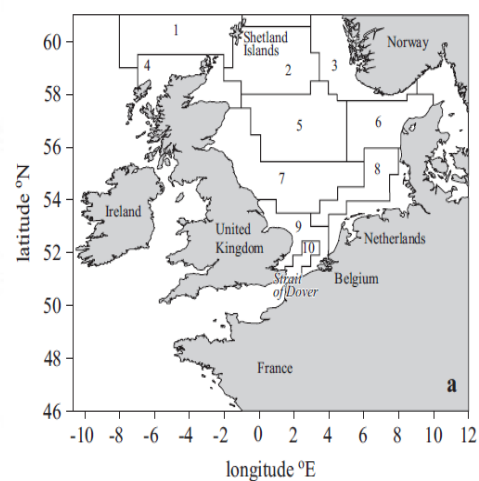 1
60
Shetland
Islands
Norway
4
2
3
58
5
6
56
7
8
latitude ºN
54
Ireland
United
Kingdom
9
Netherlands
52
10
Strait
of Dover
Belgium
50
48
France
a
46
-10 -8 -6 -4 -2 0 2 4 6 8 10 12
longitude ºE